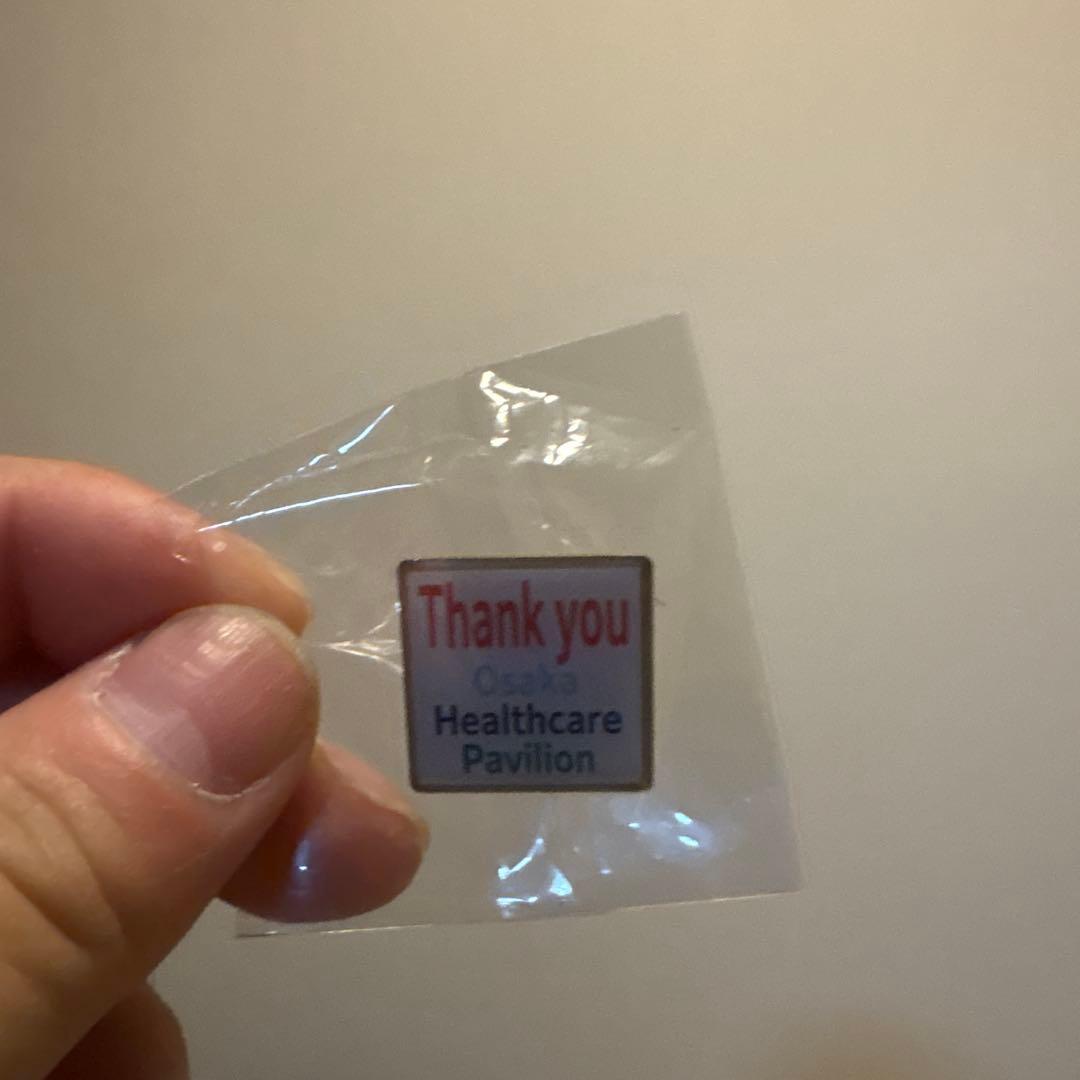 Thank you
Osaka
Healthcare
Pavilion